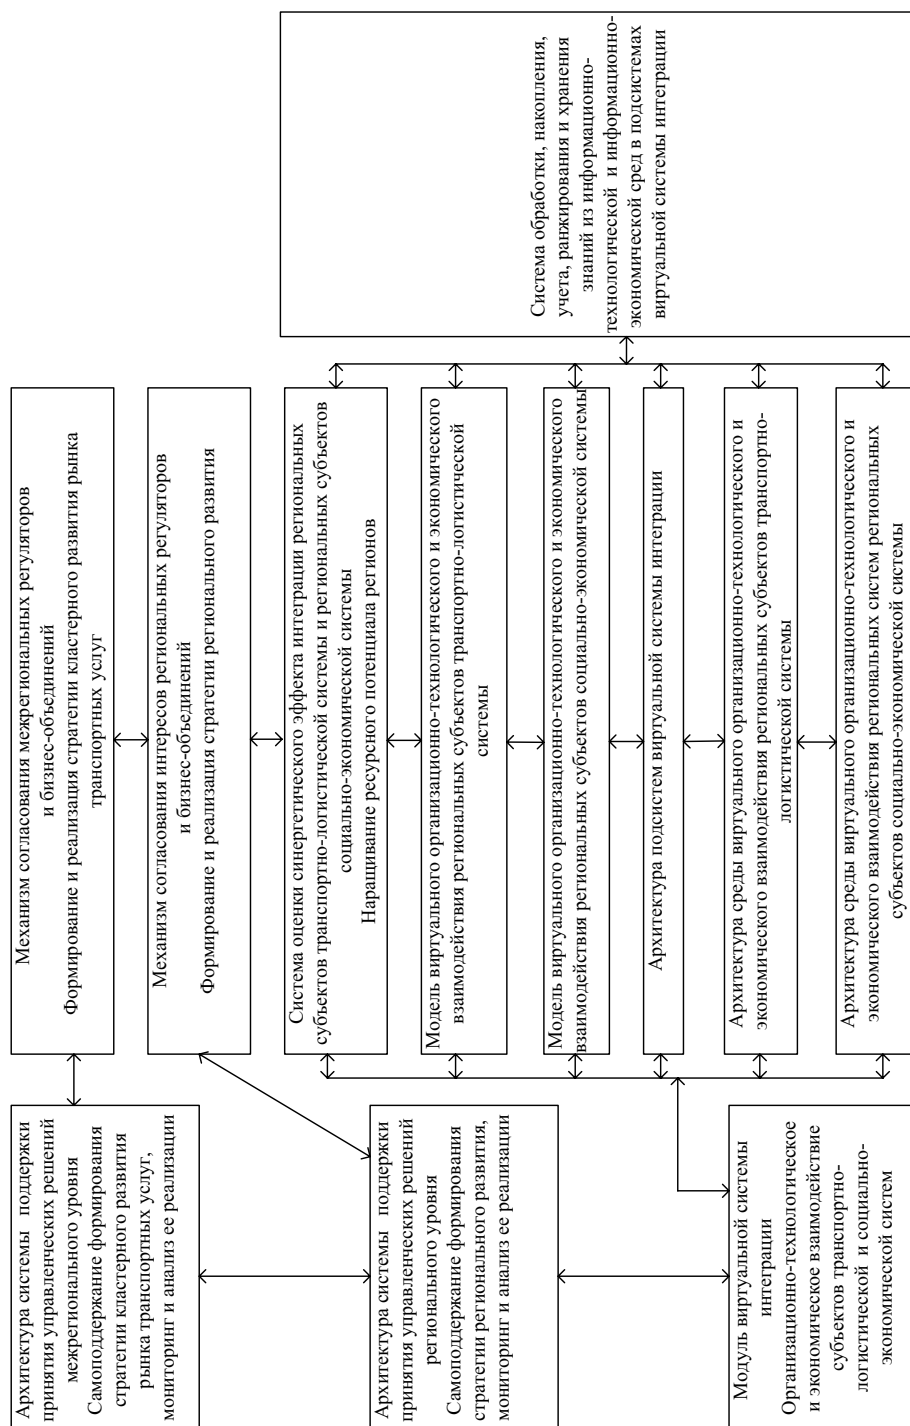 Архитектура системы поддержки
принятия управленческих решений
межрегионального уровня
Самоподдержание формирования
стратегии кластерного развития
рынка транспортных услуг,
мониторинг и анализ ее реализации
Архитектура системы поддержки
принятия управленческих решений
регионального уровня
Самоподдержание формирования
стратегии регионального развития,
мониторинг и анализ ее реализации
Модуль виртуальной системы
интеграции
Организационно-технологическое
и экономическое взаимодействие
субъектов транспортно-
логистической и социально-
экономической систем
Механизм согласования межрегиональных регуляторов
и бизнес-объединений
Формирование и реализация стратегии кластерного развития рынка
транспортных услуг
Механизм согласования интересов региональных регуляторов
и бизнес-объединений
Формирование и реализация стратегии регионального развития
Система оценки синергетического эффекта интеграции региональных
субъектов транспортно-логистической системы и региональных субъектов
социально-экономической системы
Наращивание ресурсного потенциала регионов
Модель виртуального организационно-технологического и экономического
взаимодействия региональных субъектов транспортно-логистической
системы
Модель виртуального организационно-технологического и экономического
взаимодействия региональных субъектов социально-экономической системы
Архитектура подсистем виртуальной системы интеграции
Архитектура среды виртуального организационно-технологического и
экономического взаимодействия региональных субъектов транспортно-
логистической системы
Архитектура среды виртуального организационно-технологического и
экономического взаимодействия региональных систем региональных
субъектов социально-экономической системы
Система обработки, накопления,
учета, ранжирования и хранения
знаний из информационно-
технологической и информационно-
экономической сред в подсистемах
виртуальной системы интеграции